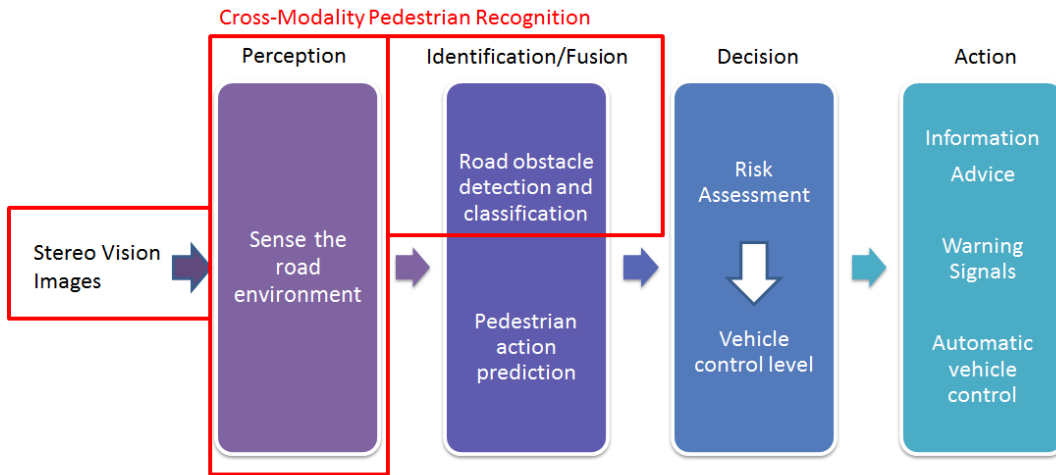 Cross-Modality Pedestrian Recognition
Perception
Identification/Fusion
Decision
Action
Stereo Vision
Images
Sense the
road
environment
Road obstacle
detection and
classification
Pedestrian
action
prediction
Risk
Assessment
Vehicle
control level
Information
Advice
Warning
Signals
Automatic
vehicle
control